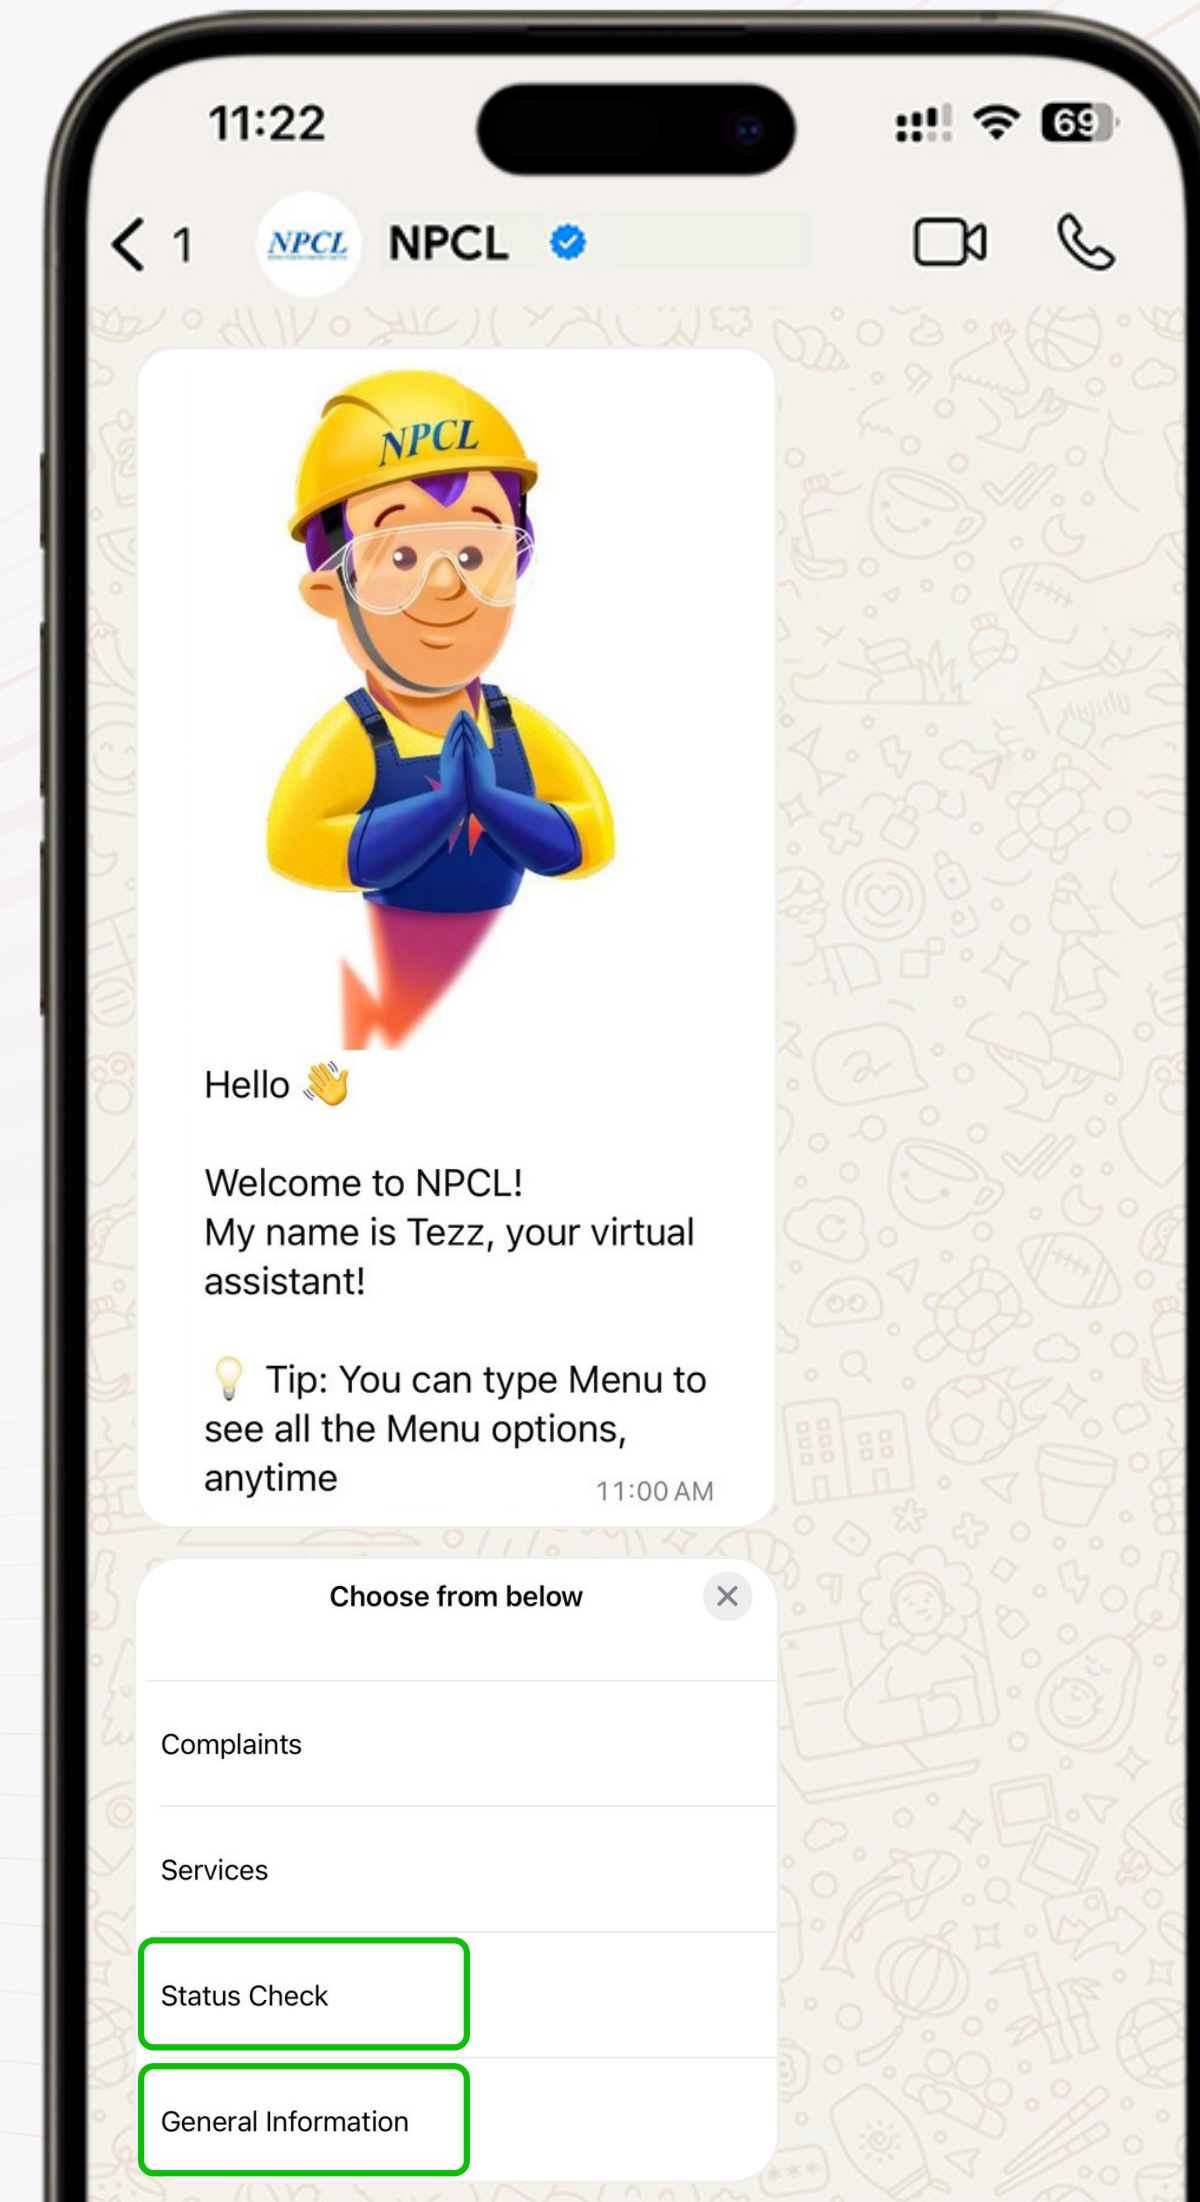 11:22
69
1
NPCL
NPCL
NPCL
Hello 👋
Welcome to NPCL!
My name is Tezz, your virtual
assistant!
💡 Tip: You can type Menu to
see all the Menu options,
anytime
11:00 AM
Choose from below
Complaints
Services
Status Check
General Information